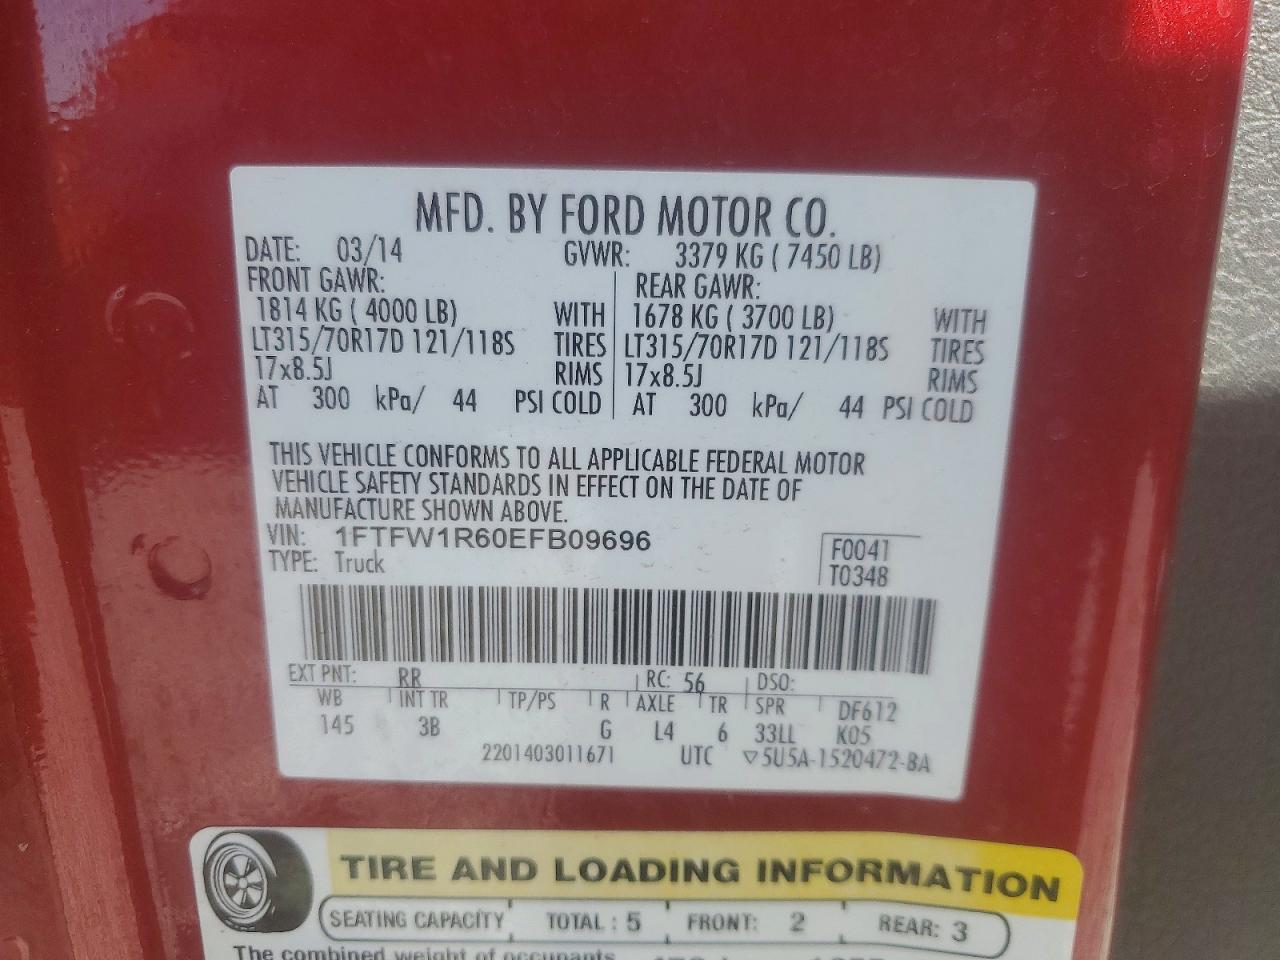 MFD. BY FORD MOTOR CO.
DATE: 03/14 GVWR: 3379 KG ( 7450 LB)
FRONT GAWR: REAR GAWR:
1814 KG ( 4000 LB) WITH 1678 KG ( 3700 LB) WITH
LT315/70R17D 121/118S TIRES LT315/70R17D 121/118S TIRES
17x8.5J RIMS 17x8.5J RIMS
AT 300 kPa/ 44 PSI COLD AT 300 kPa/ 44 PSI COLD
THIS VEHICLE CONFORMS TO ALL APPLICABLE FEDERAL MOTOR
VEHICLE SAFETY STANDARDS IN EFFECT ON THE DATE OF
MANUFACTURE SHOWN ABOVE.
VIN: 1FTFW1R60EFB09696 F0041
TYPE: Truck T0348
EXT PNT: RR RC: 56 DSO:
WB INT TR TP/PS R AXLE TR SPR DF612
145 3B G L4 6 33LL K05
2201403011671 UTC ▽5U5A-1520472-BA
TIRE AND LOADING INFORMATION
SEATING CAPACITY TOTAL : 5 FRONT: 2 REAR: 3
The combined weight of occupants